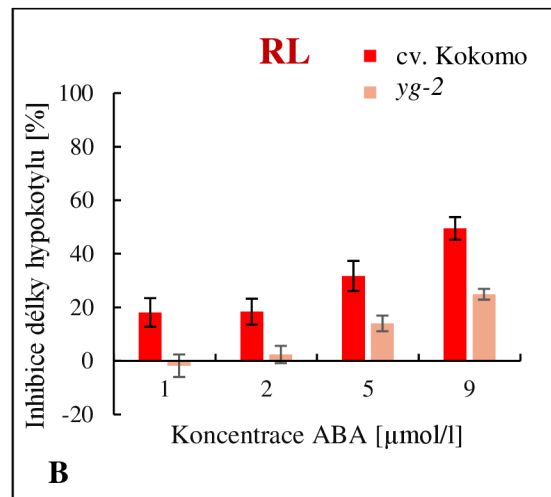 RL
cv. Kokomo
yg-2
Inhibice délky hypokotylu [%]
100
80
60
40
20
0
-20
1 2 5 9
Koncentrace ABA [µmol/l]
B